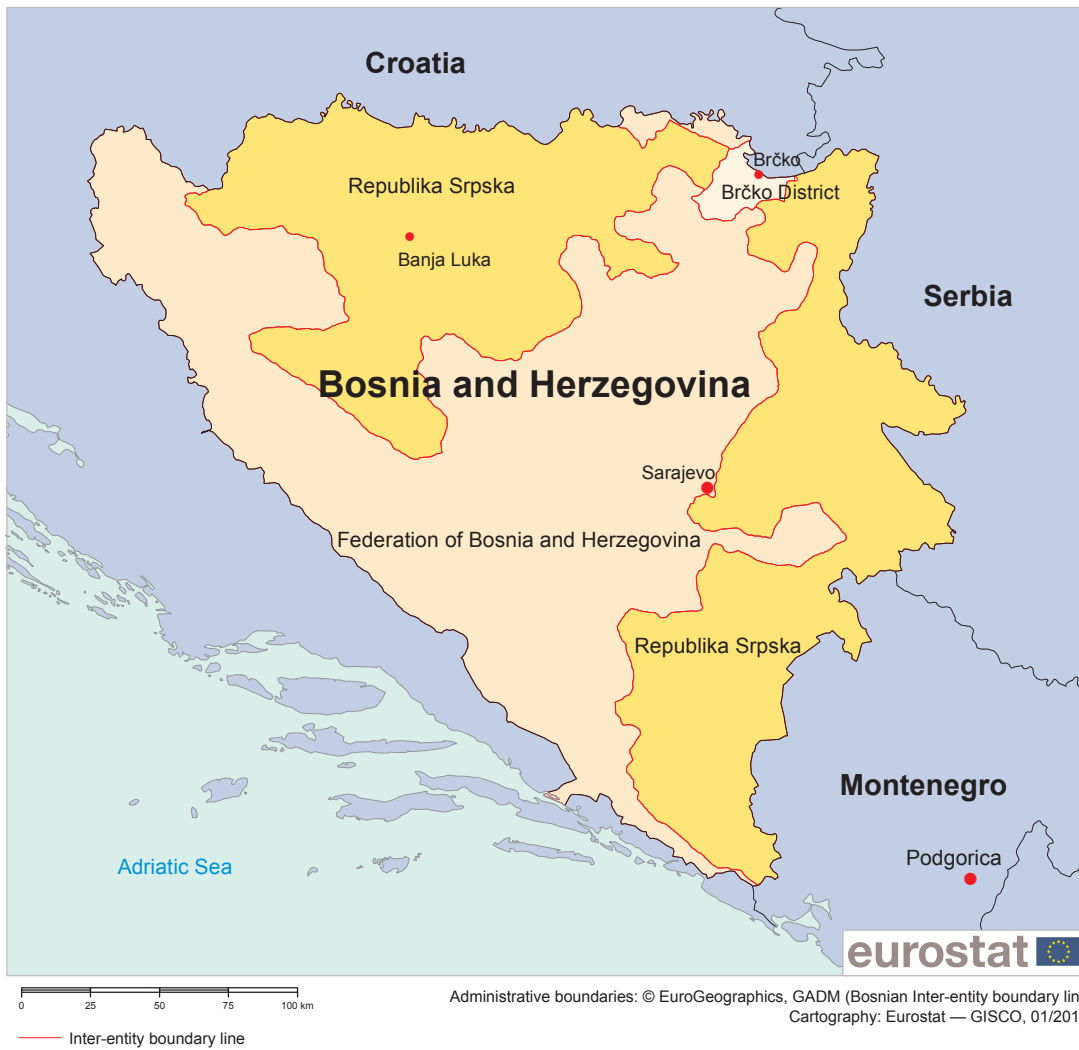 Croatia
Brčko
Republika Srpska
Brčko District
Banja Luka
Serbia
Bosnia and Herzegovina
Sarajevo
Federation of Bosnia and Herzegovina
Republika Srpska
Montenegro
Adriatic Sea
Podgorica
eurostat
0 25 50 75 100 km
Administrative boundaries: © EuroGeographics, GADM (Bosnian Inter-entity boundary lin
Cartography: Eurostat — GISCO, 01/201
Inter-entity boundary line